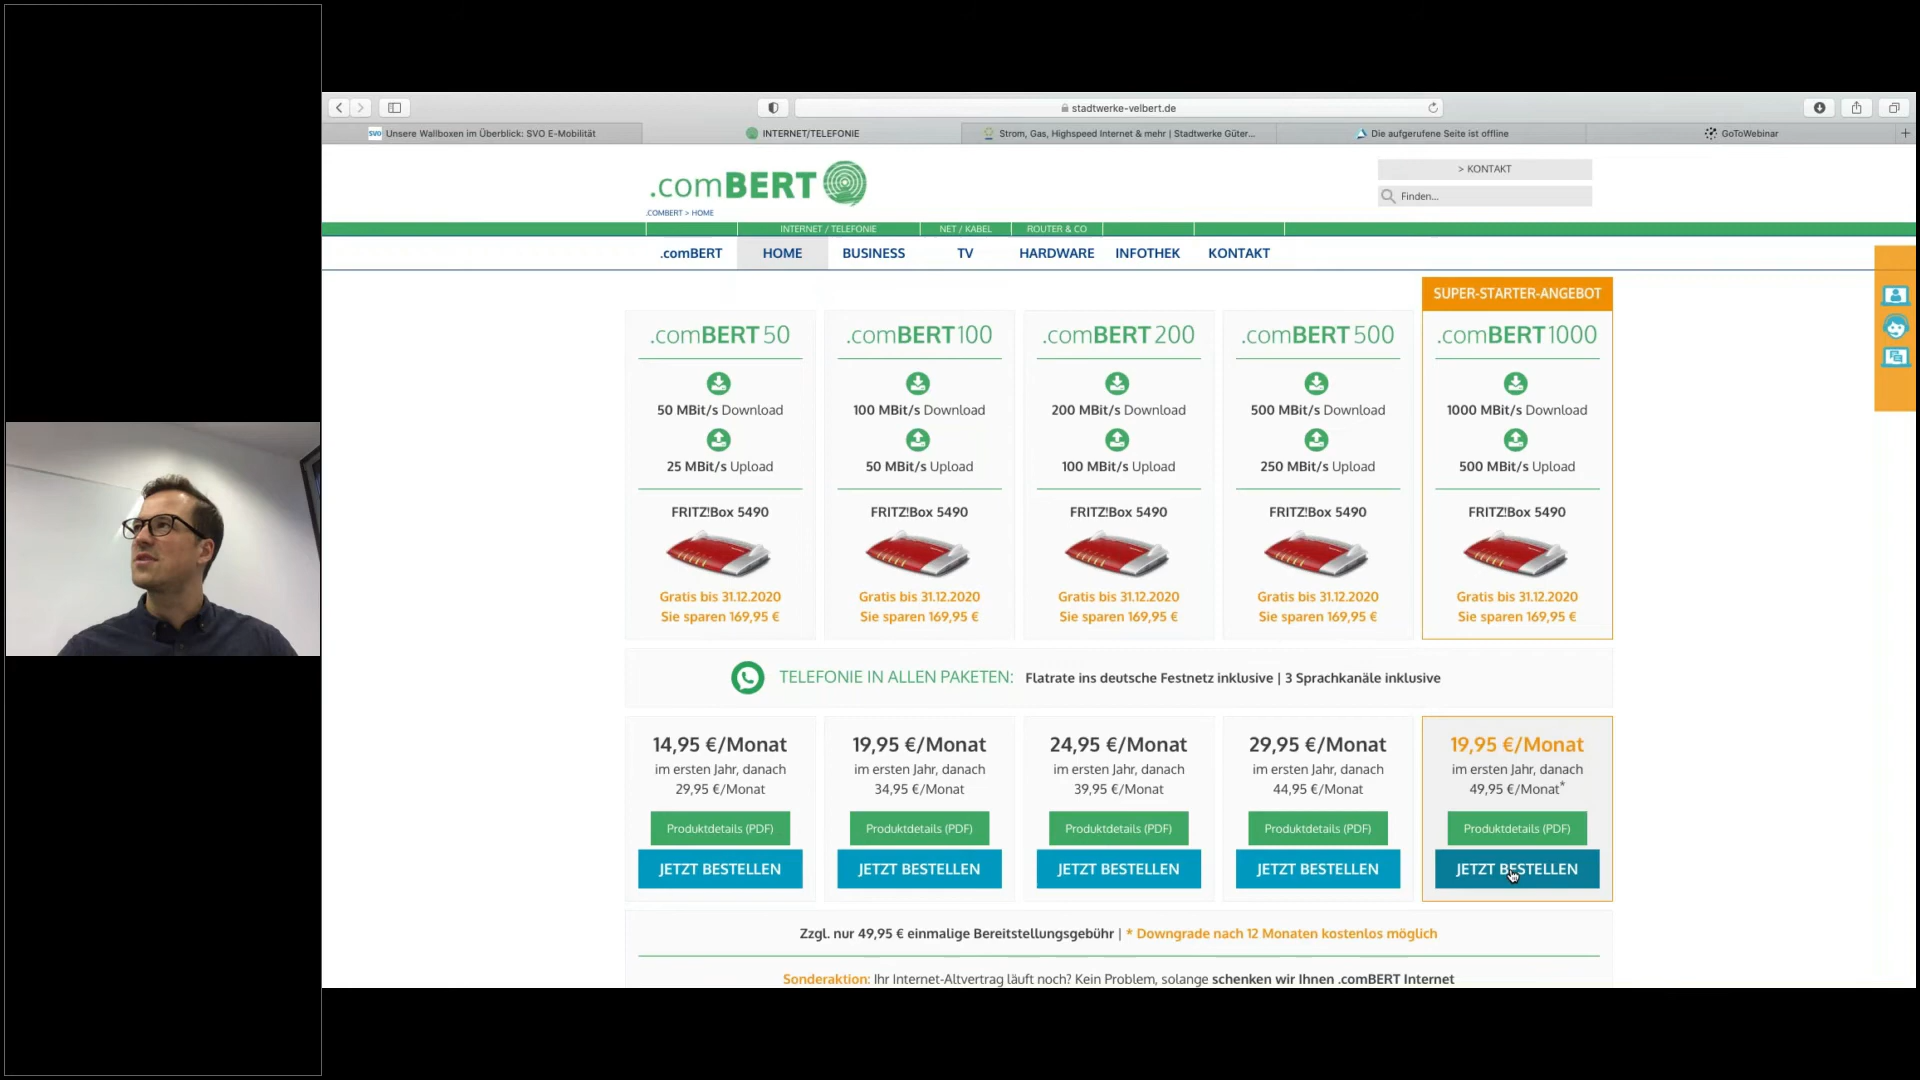 stadtwerke-velbert.de
SVO Unsere Wallboxen im Überblick: SVO E-Mobilität
INTERNET/TELEFONIE
Strom, Gas, Highspeed Internet & mehr | Stadtwerke Güter...
Die aufgerufene Seite ist offline
GoToWebinar
.comBERT
> KONTAKT
Finden...
.COMBERT > HOME
INTERNET / TELEFONIE NET / KABEL ROUTER & CO
.comBERT HOME BUSINESS TV HARDWARE INFOTHEK KONTAKT
SUPER-STARTER-ANGEBOT
.comBERT 50 .comBERT 100 .comBERT 200 .comBERT 500 .comBERT 1000
50 MBit/s Download 100 MBit/s Download 200 MBit/s Download 500 MBit/s Download 1000 MBit/s Download
25 MBit/s Upload 50 MBit/s Upload 100 MBit/s Upload 250 MBit/s Upload 500 MBit/s Upload
FRITZ!Box 5490 FRITZ!Box 5490 FRITZ!Box 5490 FRITZ!Box 5490 FRITZ!Box 5490
Gratis bis 31.12.2020 Gratis bis 31.12.2020 Gratis bis 31.12.2020 Gratis bis 31.12.2020 Gratis bis 31.12.2020
Sie sparen 169,95 € Sie sparen 169,95 € Sie sparen 169,95 € Sie sparen 169,95 € Sie sparen 169,95 €
TELEFONIE IN ALLEN PAKETEN: Flatrate ins deutsche Festnetz inklusive | 3 Sprachkanäle inklusive
14,95 €/Monat 19,95 €/Monat 24,95 €/Monat 29,95 €/Monat 19,95 €/Monat
im ersten Jahr, danach im ersten Jahr, danach im ersten Jahr, danach im ersten Jahr, danach im ersten Jahr, danach
29,95 €/Monat 34,95 €/Monat 39,95 €/Monat 44,95 €/Monat 49,95 €/Monat*
Produktdetails (PDF) Produktdetails (PDF) Produktdetails (PDF) Produktdetails (PDF) Produktdetails (PDF)
JETZT BESTELLEN JETZT BESTELLEN JETZT BESTELLEN JETZT BESTELLEN JETZT BESTELLEN
Zzgl. nur 49,95 € einmalige Bereitstellungsgebühr | * Downgrade nach 12 Monaten kostenlos möglich
Sonderaktion: Ihr Internet-Altvertrag läuft noch? Kein Problem, solange schenken wir Ihnen .comBERT Internet